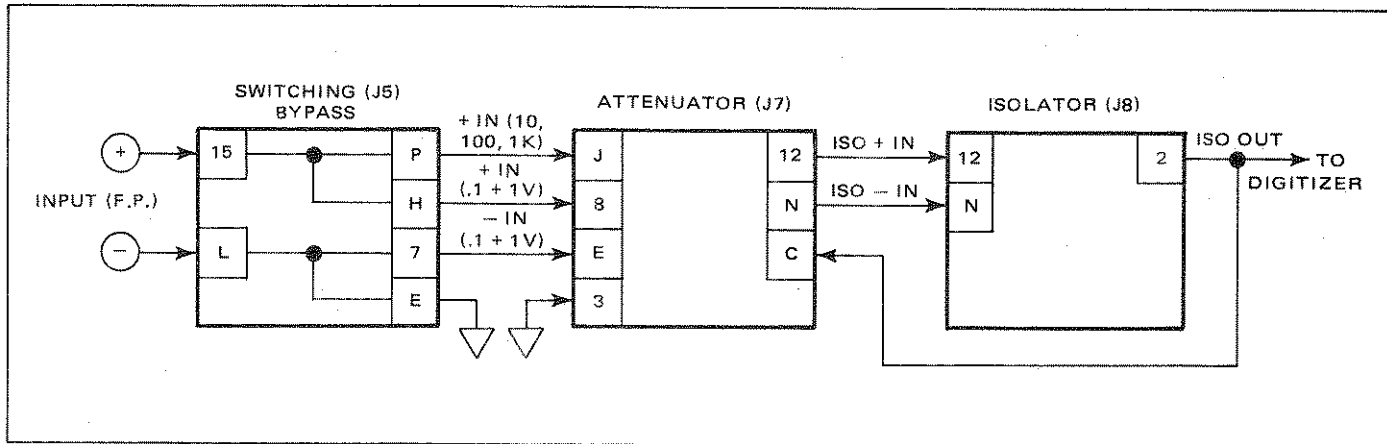 SWITCHING (J5)
BYPASS
ATTENUATOR (J7)
ISOLATOR (J8)
INPUT (F.P.)
+
−
15
L
P
H
7
E
+ IN (10,
100, 1K)
+ IN
(.1 + 1V)
− IN
(.1 + 1V)
J
8
E
3
12
N
C
ISO + IN
ISO − IN
12
N
2
ISO OUT
TO
DIGITIZER